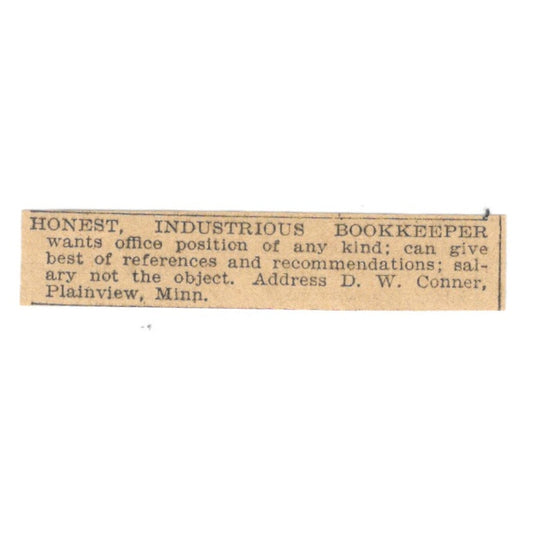 HONEST, INDUSTRIOUS BOOKKEEPER
wants office position of any kind; can give
best of references and recommendations; sal-
ary not the object. Address D. W. Conner,
Plainview, Minn.